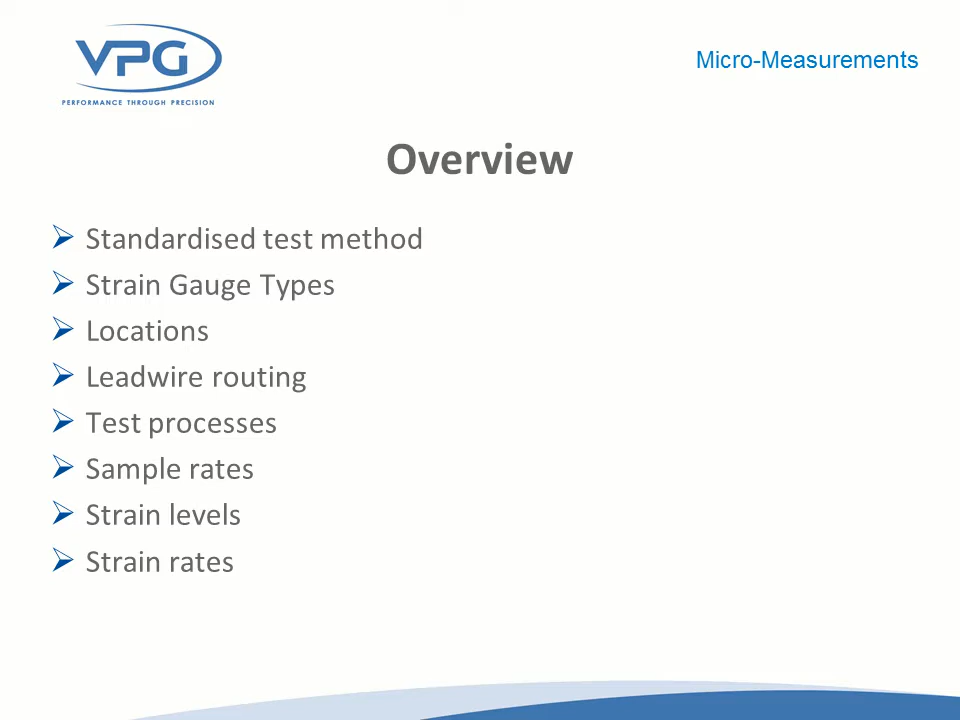 VPG
PERFORMANCE THROUGH PRECISION
Micro-Measurements
Overview
Standardised test method
Strain Gauge Types
Locations
Leadwire routing
Test processes
Sample rates
Strain levels
Strain rates